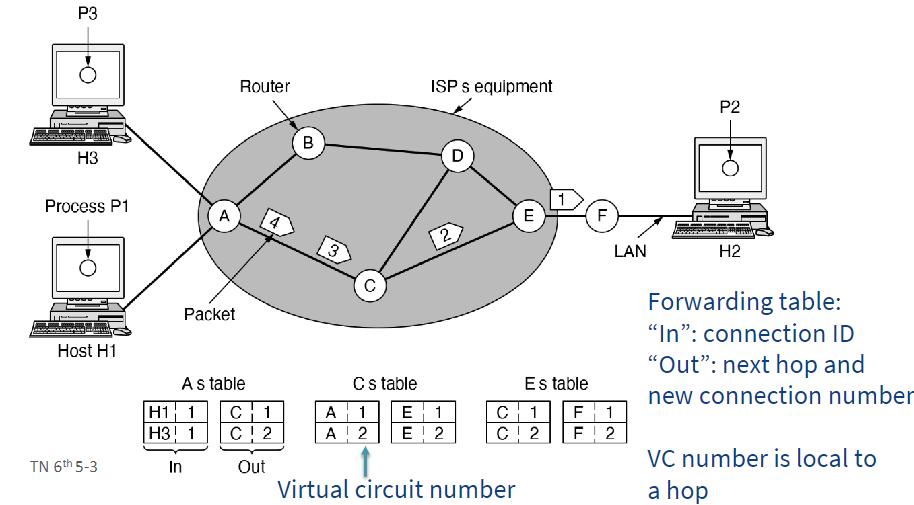 P3
Router
ISP s equipment
P2
B
D
H3
Process P1
A
4
3
2
E
1
F
C
LAN
H2
Packet
Host H1
Forwarding table:
“In”: connection ID
“Out”: next hop and
new connection number
A s table
C s table
E s table
H1 1 C 1 A 1 E 1 C 1 F 1
H3 1 C 2 A 2 E 2 C 2 F 2
In Out
TN 6th 5-3
Virtual circuit number
VC number is local to
a hop